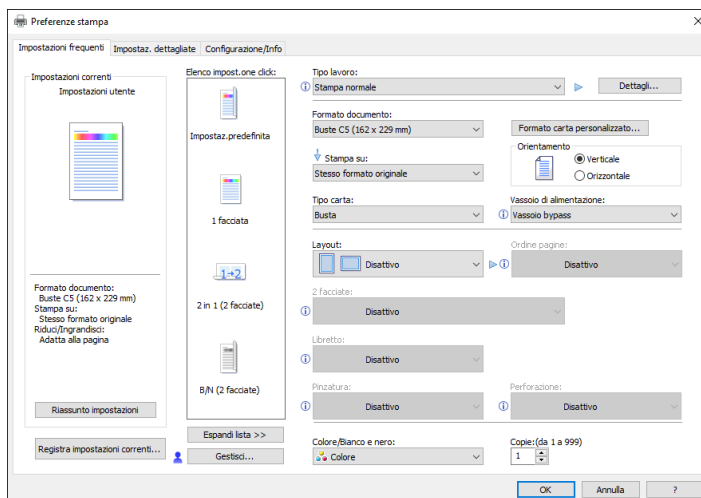 Preferenze stampa
Impostazioni frequenti
Impostaz. dettagliate
Configurazione/Info
Impostazioni correnti
Impostazioni utente
Formato documento:
Buste C5 (162 x 229 mm)
Stampa su:
Stesso formato originale
Riduci/Ingrandisci:
Adatta alla pagina
Riassunto impostazioni
Registra impostazioni correnti...
Elenco impost.one click:
Impostaz.predefinita
1 facciata
1→2
2 in 1 (2 facciate)
B/N (2 facciate)
Espandi lista >>
Gestisci...
Tipo lavoro:
Stampa normale
Dettagli...
Formato documento:
Buste C5 (162 x 229 mm)
Formato carta personalizzato...
Stampa su:
Stesso formato originale
Orientamento
Verticale
Orizzontale
Tipo carta:
Busta
Vassoio di alimentazione:
Vassoio bypass
Layout:
Disattivo
Ordine pagine:
Disattivo
2 facciate:
Disattivo
Libretto:
Disattivo
Pinzatura:
Disattivo
Perforazione:
Disattivo
Colore/Bianco e nero:
Colore
Copie:(da 1 a 999)
1
OK
Annulla
?